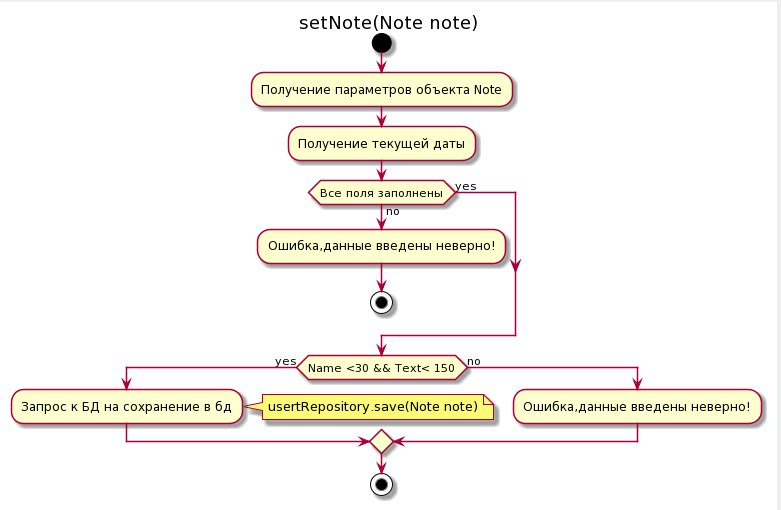 setNote(Note note)
Получение параметров объекта Note
Получение текущей даты
Все поля заполнены
yes
no
Ошибка,данные введены неверно!
yes
Name <30 && Text< 150
no
Запрос к БД на сохранение в бд
usertRepository.save(Note note)
Ошибка,данные введены неверно!